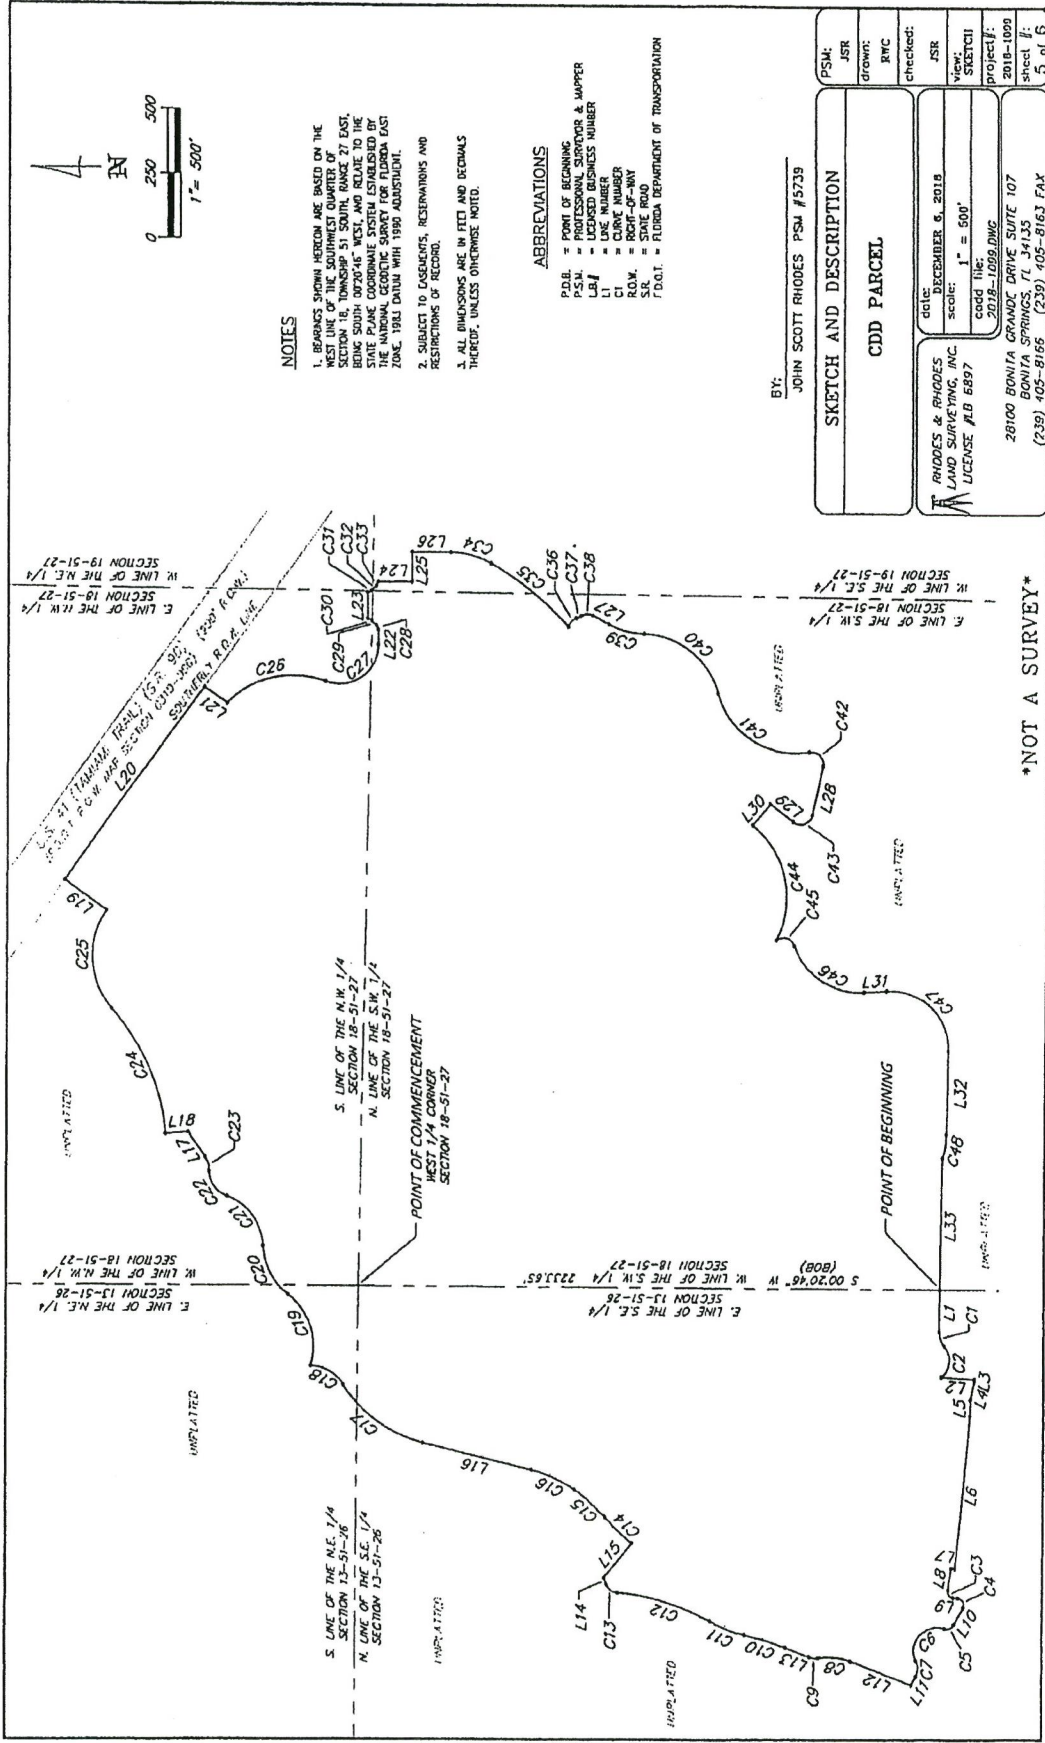 0 250 500
1"= 500'
N
NOTES
1. BEARINGS SHOWN HEREON ARE BASED ON THE
WEST LINE OF THE SOUTHWEST QUARTER OF
SECTION 18, TOWNSHIP 51 SOUTH, RANGE 27 EAST,
BEING SOUTH 00°20'46" WEST, AND RELATE TO THE
STATE PLANE COORDINATE SYSTEM ESTABLISHED BY
THE NATIONAL GEODETIC SURVEY FOR FLORIDA EAST
ZONE, 1983 DATUM WITH 1990 ADJUSTMENT.
2. SUBJECT TO EASEMENTS, RESERVATIONS AND
RESTRICTIONS OF RECORD.
3. ALL DIMENSIONS ARE IN FEET AND DECIMALS
THEREOF, UNLESS OTHERWISE NOTED.
ABBREVIATIONS
P.O.B. = POINT OF BEGINNING
P.S.M. = PROFESSIONAL SURVEYOR & MAPPER
LB# = LICENSED BUSINESS NUMBER
L1 = LINE NUMBER
C1 = CURVE NUMBER
R.O.W. = RIGHT-OF-WAY
S.R. = STATE ROAD
F.D.O.T. = FLORIDA DEPARTMENT OF TRANSPORTATION
BY:
JOHN SCOTT RHODES PSM #5739
SKETCH AND DESCRIPTION
CDD PARCEL
PSM:
JSR
drawn:
RWC
checked:
JSR
view:
SKETCH
project#:
2018-1099
sheet #:
5 of 6
RHODES & RHODES
LAND SURVEYING, INC.
LICENSE #LB 6897
date:
DECEMBER 6, 2018
scale:
1" = 500'
cadd file:
2018-1099.DWG
28100 BONITA GRANDE DRIVE SUITE 107
BONITA SPRINGS, FL 34135
(239) 405-8166 (239) 405-8163 FAX
*NOT A SURVEY*
U.S. 41 (TAMIAMI TRAIL) (S.R. 90)
SOUTHERLY R.O.W. LINE
W. LINE OF THE N.E. 1/4
SECTION 19-51-27
E. LINE OF THE N.W. 1/4
SECTION 18-51-27
W. LINE OF THE S.E. 1/4
SECTION 19-51-27
E. LINE OF THE S.W. 1/4
SECTION 18-51-27
S. LINE OF THE N.W. 1/4
SECTION 18-51-27
N. LINE OF THE S.W. 1/4
SECTION 18-51-27
POINT OF COMMENCEMENT
WEST 1/4 CORNER
SECTION 18-51-27
POINT OF BEGINNING
W. LINE OF THE N.W. 1/4
SECTION 18-51-27
E. LINE OF THE N.E. 1/4
SECTION 13-51-26
S 00°20'46" W W. LINE OF THE S.W. 1/4 2233.65'
(BOB) SECTION 18-51-27
E. LINE OF THE S.E. 1/4
SECTION 13-51-26
S. LINE OF THE N.E. 1/4
SECTION 13-51-26
N. LINE OF THE S.E. 1/4
SECTION 13-51-26
UNPLATTED
UNPLATTED
UNPLATTED
UNPLATTED
UNPLATTED
UNPLATTED
UNPLATTED
L1
C1
C2
L2
L4
L3
L5
L6
L7
L8
C3
L9
C4
L10
C5
C6
C7
L11
L12
C8
C9
L13
C10
C11
C12
C13
L14
L15
C14
C15
C16
L16
C17
C18
C19
C20
C21
C22
C23
L17
L18
C24
C25
L19
L20
L21
C26
C27
C28
L22
C29
C30
L23
C31
C32
C33
L24
L25
L26
C34
C35
C36
C37
C38
L27
C39
C40
C41
C42
L28
C43
L29
L30
C44
C45
C46
L31
C47
L32
C48
L33